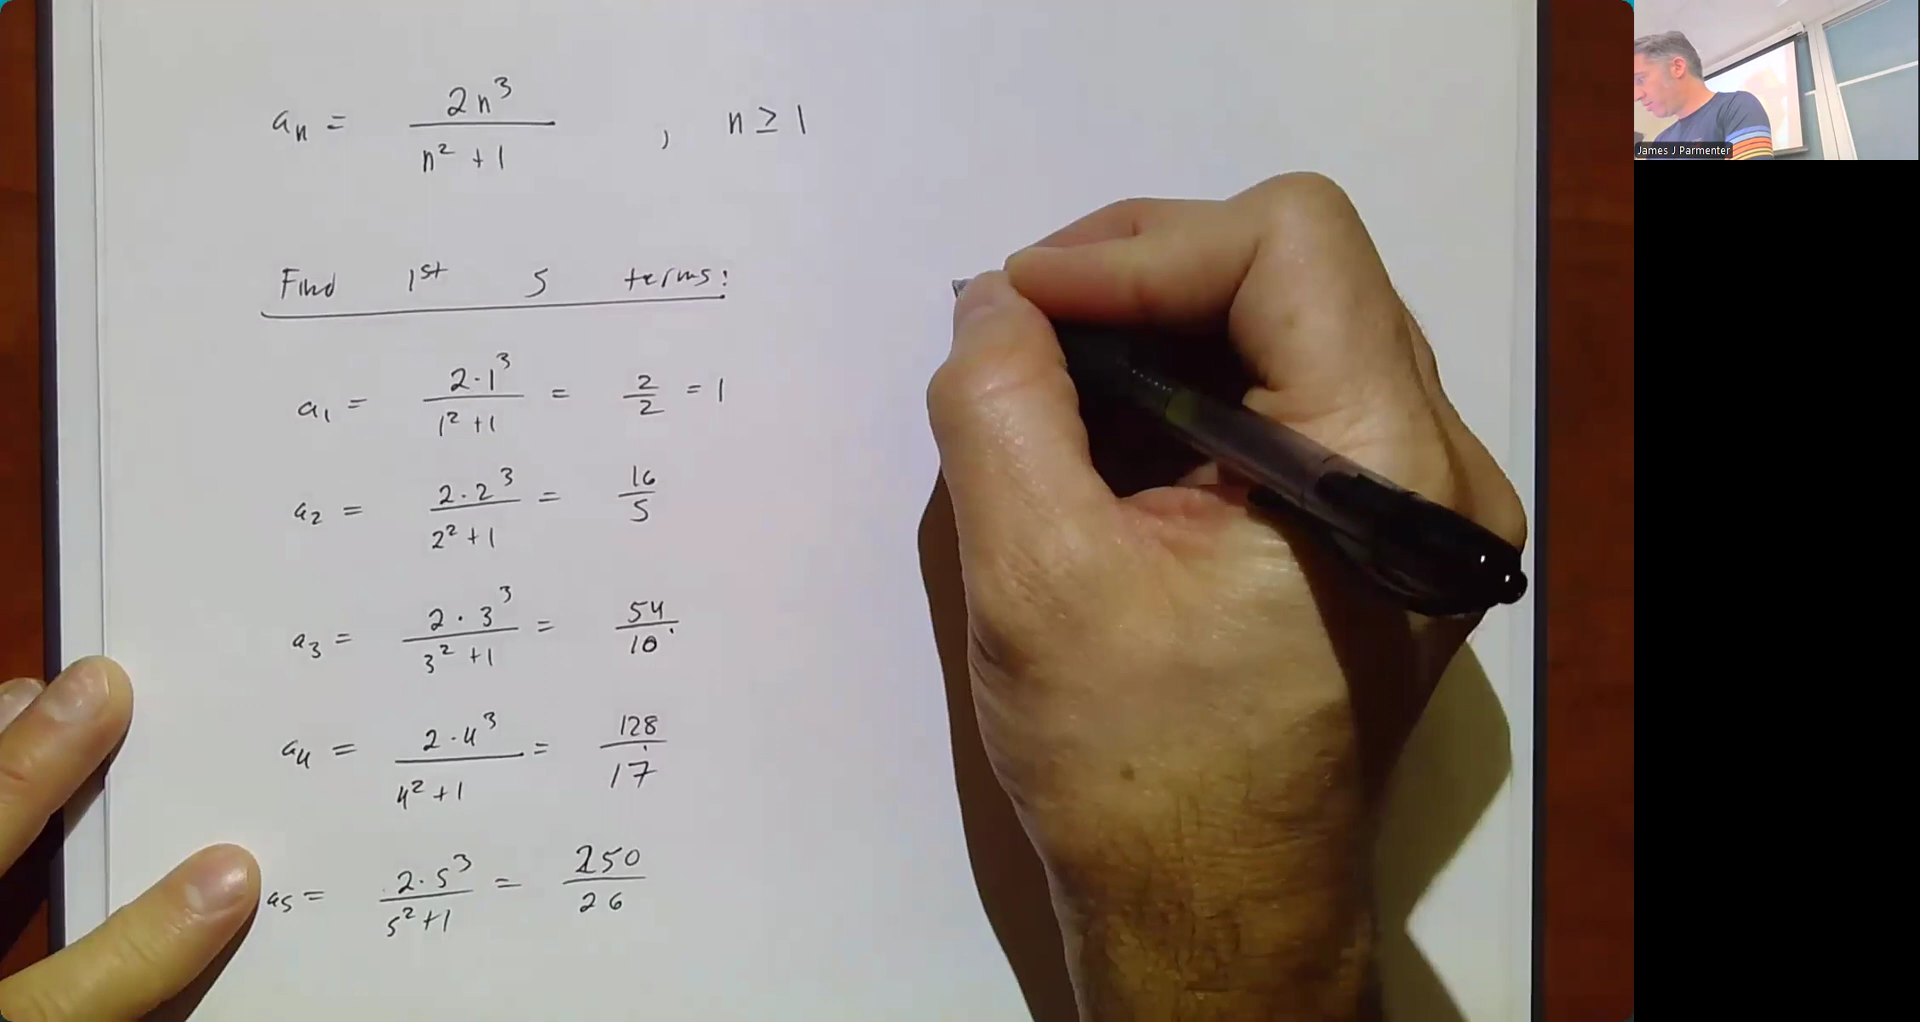 aₙ = 2n³ / n² + 1 , n ≥ 1
Find 1st 5 terms:
a₁ = 2·1³ / 1² + 1 = 2/2 = 1
a₂ = 2·2³ / 2² + 1 = 16/5
a₃ = 2·3³ / 3² + 1 = 54/10
a₄ = 2·4³ / 4² + 1 = 128/17
a₅ = 2·5³ / 5² + 1 = 250/26
James J Parmenter